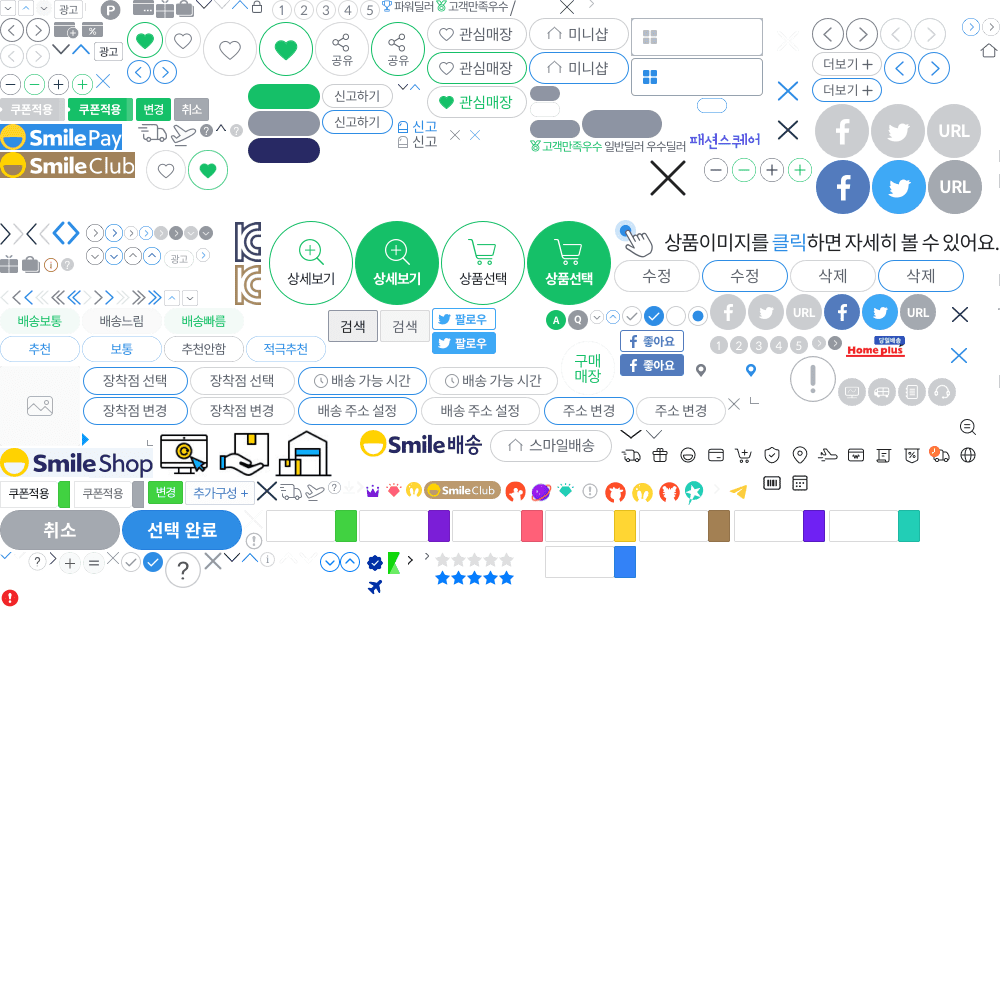 광고
P
1 2 3 4 5
파워딜러
고객만족우수
광고
공유
공유
관심매장
관심매장
관심매장
미니샵
미니샵
더보기
더보기
쿠폰적용
쿠폰적용
변경
취소
신고하기
신고하기
신고
신고
Smile Pay
Smile Club
고객만족우수 일반딜러 우수딜러
패션스퀘어
URL
URL
상세보기
상세보기
상품선택
상품선택
상품이미지를 클릭하면 자세히 볼 수 있어요.
광고
수정
수정
삭제
삭제
배송보통
배송느림
배송빠름
검색
검색
팔로우
팔로우
A
Q
URL
URL
추천
보통
추천안함
적극추천
좋아요
좋아요
1 2 3 4 5
당일배송
Home plus
구매
매장
장착점 선택
장착점 선택
배송 가능 시간
배송 가능 시간
장착점 변경
장착점 변경
배송 주소 설정
배송 주소 설정
주소 변경
주소 변경
Smile Shop
Smile 배송
스마일배송
쿠폰적용
쿠폰적용
변경
추가구성 +
Smile Club
취소
선택 완료